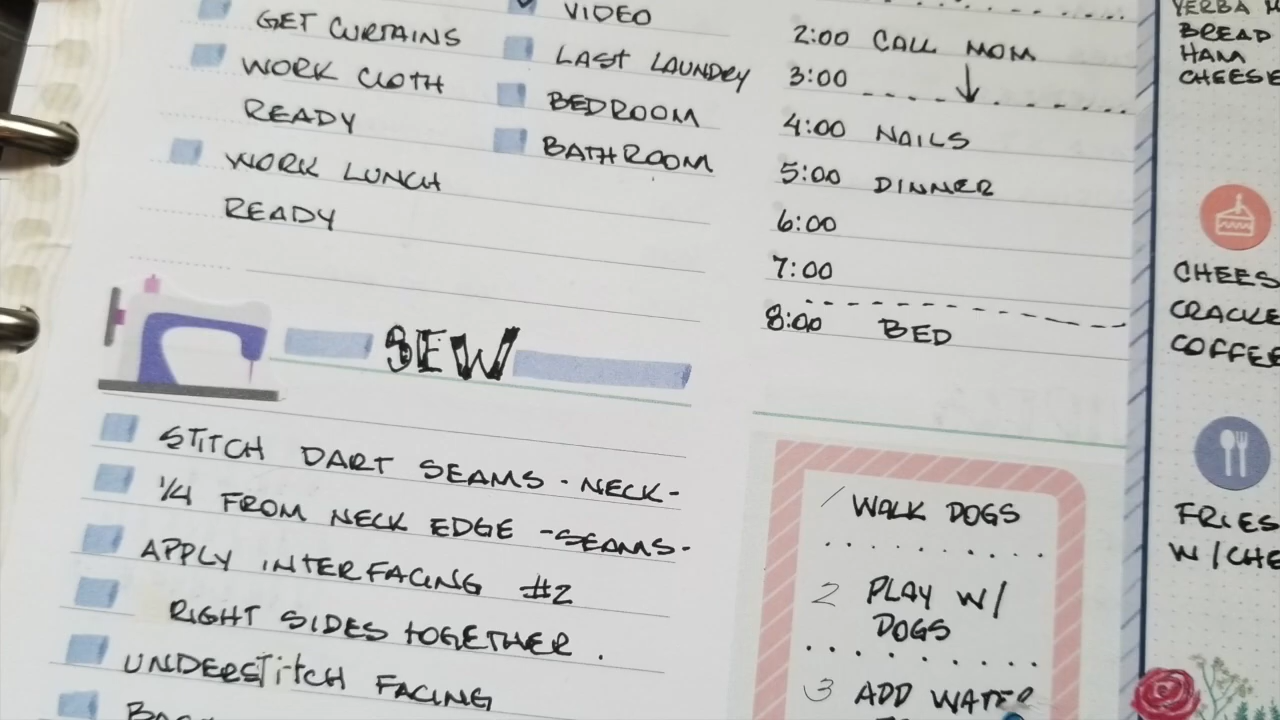 GET CURTAINS
WORK CLOTH
READY
WORK LUNCH
READY
VIDEO
LAST LAUNDRY
BEDROOM
BATHROOM
2:00 CALL MOM
3:00
4:00 NAILS
5:00 DINNER
6:00
7:00
8:00 BED
SEW
STITCH DART SEAMS - NECK -
1/4 FROM NECK EDGE - SEAMS -
APPLY INTERFACING #2
RIGHT SIDES TOGETHER.
UNDERSTITCH FACING
1 WALK DOGS
2 PLAY W/
DOGS
3 ADD WATER
YERBA
BREAD
HAM
CHEESE
CHEES
CRACKE
COFFEE
FRIES
W/CHE